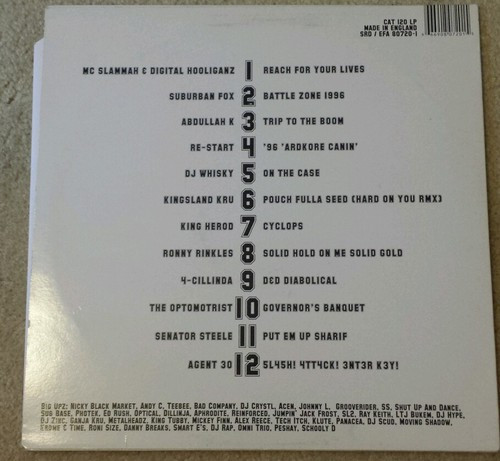 CAT 120 LP
MADE IN ENGLAND
SRD / EFA 00720-1
MC SLAMMAH & DIGITAL HOOLIGANZ 1 REACH FOR YOUR LIVES
SUBURBAN FOX 2 BATTLE ZONE 1996
ABDULLAH K 3 TRIP TO THE BOOM
RE-START 4 '96 'ARDKORE CANIN'
DJ WHISKY 5 ON THE CASE
KINGSLAND KRU 6 POUCH FULLA SEED (HARD ON YOU RMX)
KING HEROD 7 CYCLOPS
RONNY RINKLES 8 SOLID HOLD ON ME SOLID GOLD
4-CILLINDA 9 D&D DIABOLICAL
THE OPTOMOTRIST 10 GOVERNOR'S BANQUET
SENATOR STEELE 11 PUT EM UP SHARIF
AGENT 30 12 5L45H! 4TT4CK! 3NT3R K3Y!
BIG UPZ: NICKY BLACK MARKET, ANDY C, TEEBEE, BAD COMPANY, DJ CRYSTL, ACEN, JOHNNY L, GROOVERIDER, SS, SHUT UP AND DANCE,
SUB BASE, PHOTEK, ED RUSH, OPTICAL, DILLINJA, APHRODITE, REINFORCED, JUMPIN' JACK FROST, SL2, RAY KEITH, LTJ BUKEM, DJ HYPE,
DJ ZINC, GANJA KRU, METALHEADZ, KING TUBBY, MICKEY FINN, ALEX REECE, TECH ITCH, KLUTE, PANACEA, DJ SCUD, MOVING SHADOW,
KROME & TIME, RONI SIZE, DANNY BREAKS, SMART E'S, DJ RAP, OMNI TRIO, PESHAY, SCHOOLY D